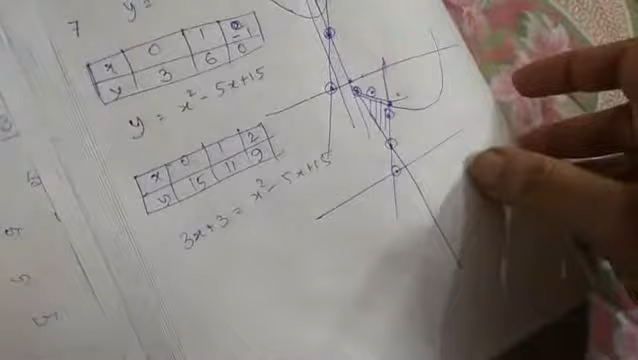 7 y =
x 0 1 -1
y 3 6 0
y = x² - 5x + 15
x 0 1 2
y 15 11 9
3x + 3 = x² - 5x + 15